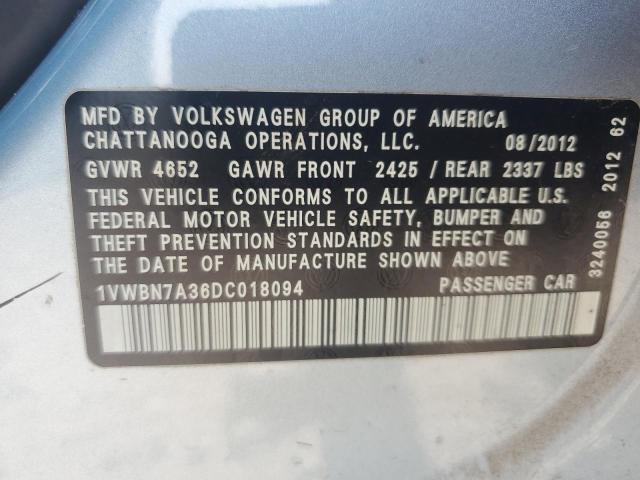 MFD BY VOLKSWAGEN GROUP OF AMERICA
CHATTANOOGA OPERATIONS, LLC. 08/2012
GVWR 4652 GAWR FRONT 2425 / REAR 2337 LBS
THIS VEHICLE CONFORMS TO ALL APPLICABLE U.S.
FEDERAL MOTOR VEHICLE SAFETY, BUMPER AND
THEFT PREVENTION STANDARDS IN EFFECT ON
THE DATE OF MANUFACTURE SHOWN ABOVE
1VWBN7A36DC018094 PASSENGER CAR
3240056 2012 62